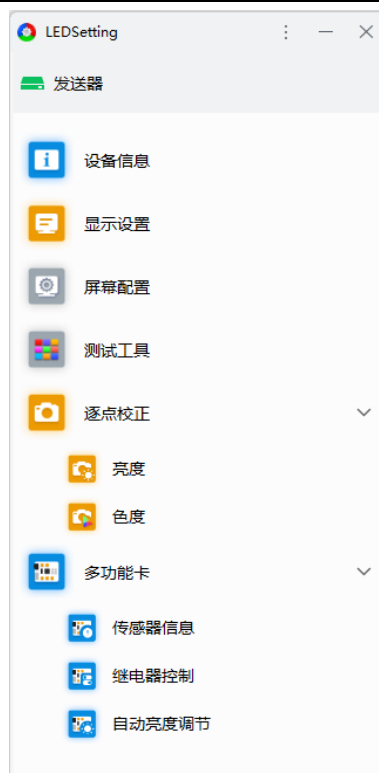 LEDSetting
发送器
设备信息
显示设置
屏幕配置
测试工具
逐点校正
亮度
色度
多功能卡
传感器信息
继电器控制
自动亮度调节